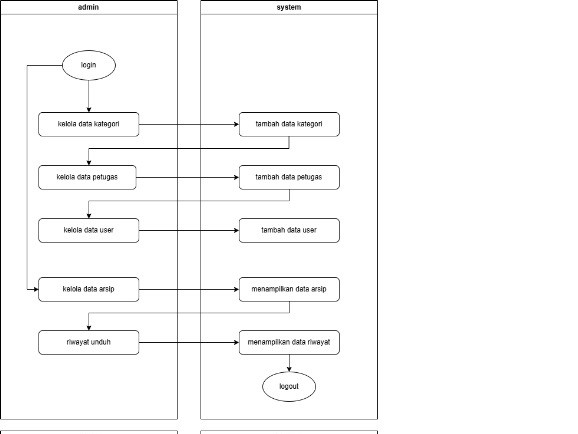 admin
system
login
kelola data kategori
tambah data kategori
kelola data petugas
tambah data petugas
kelola data user
tambah data user
kelola data arsip
menampilkan data arsip
riwayat unduh
menampilkan data riwayat
logout